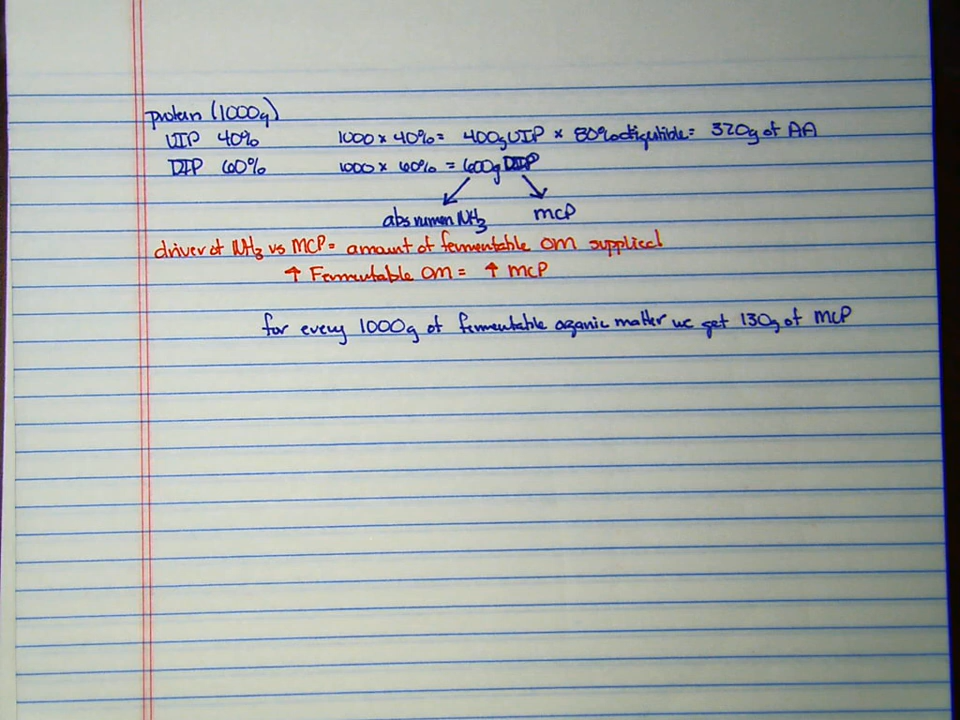 protein (1000g)
UIP 40% 1000 × 40% = 400g UIP × 80% digestible = 320g of AA
DIP 60% 1000 × 60% = 600g DIP
abs rumen NH3 MCP
driver of NH3 vs MCP = amount of fermentable OM supplied
↑ Fermentable OM = ↑ MCP
for every 1000g of fermentable organic matter we get 130g of MCP